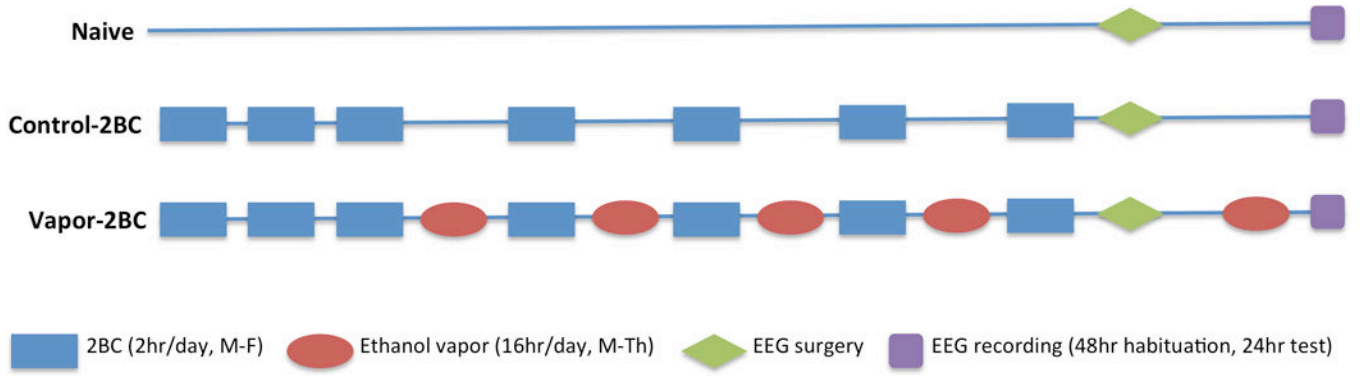 Naive
Control-2BC
Vapor-2BC
2BC (2hr/day, M-F) Ethanol vapor (16hr/day, M-Th) EEG surgery EEG recording (48hr habituation, 24hr test)